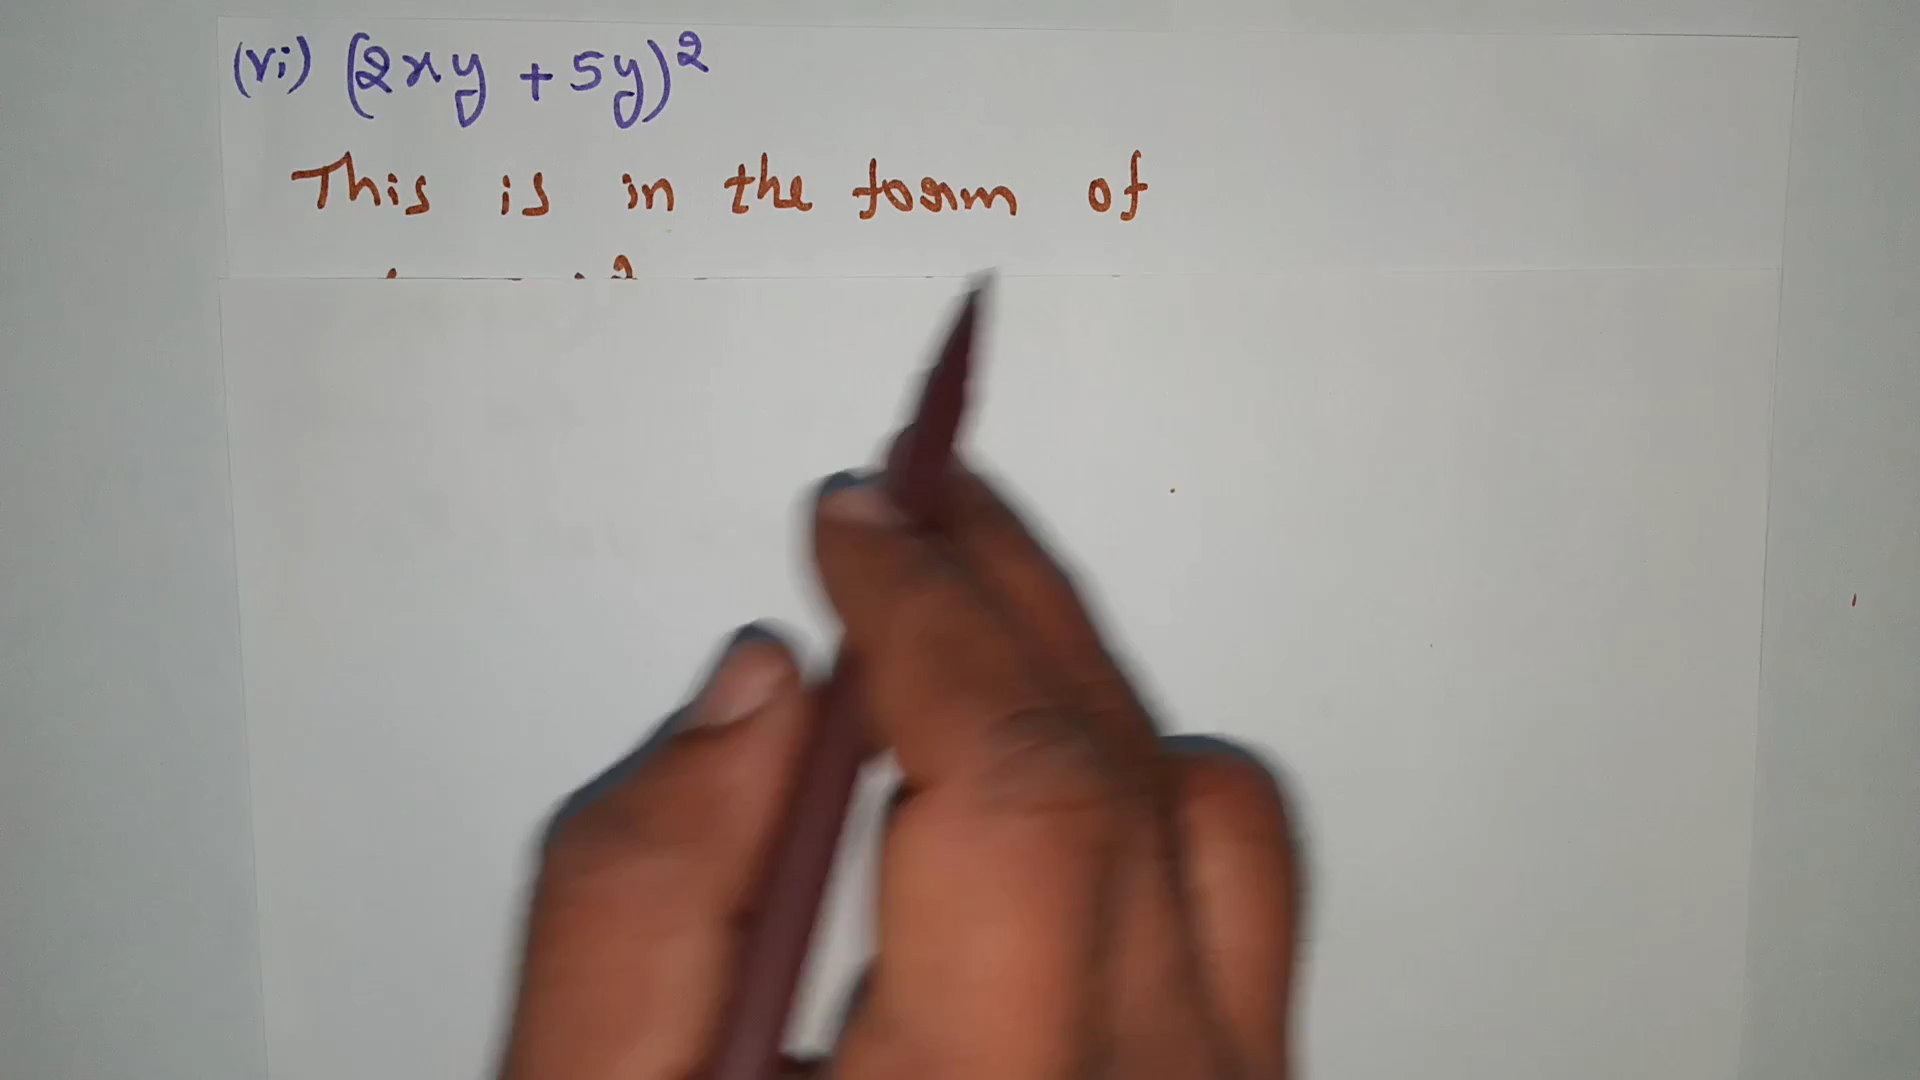 (vi) (2xy + 5y)²
This is in the form of